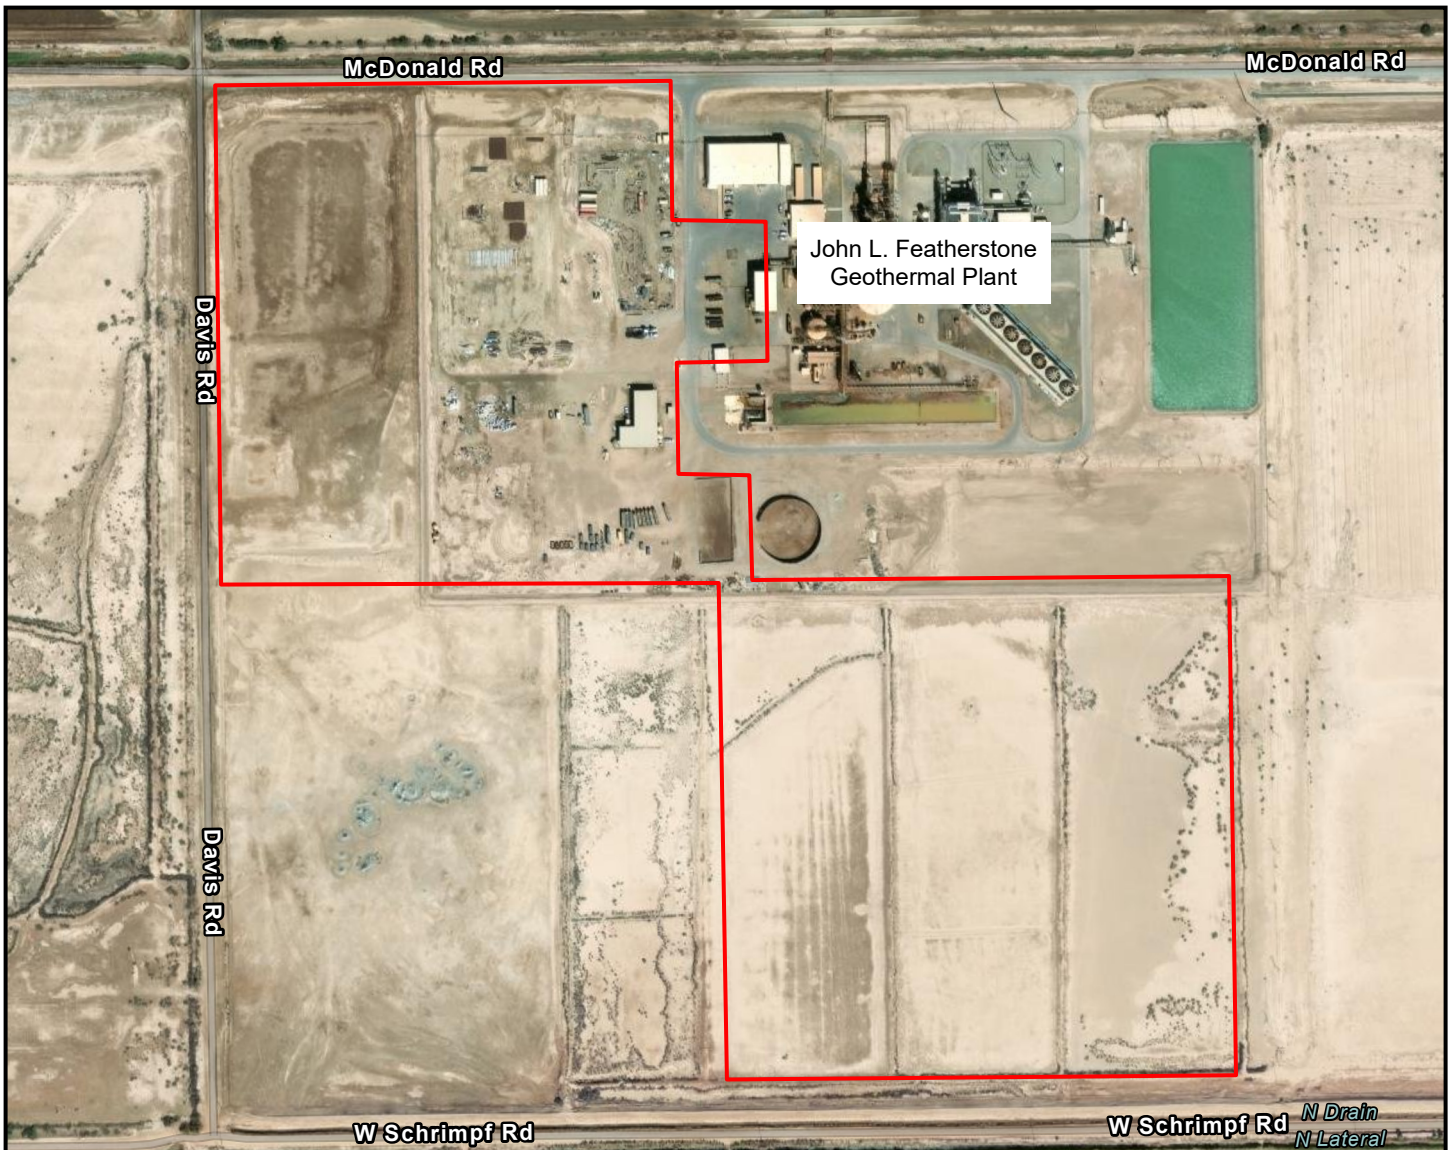 McDonald Rd
McDonald Rd
John L. Featherstone
Geothermal Plant
Davis Rd
Davis Rd
W Schrimpf Rd
W Schrimpf Rd
N Drain
N Lateral